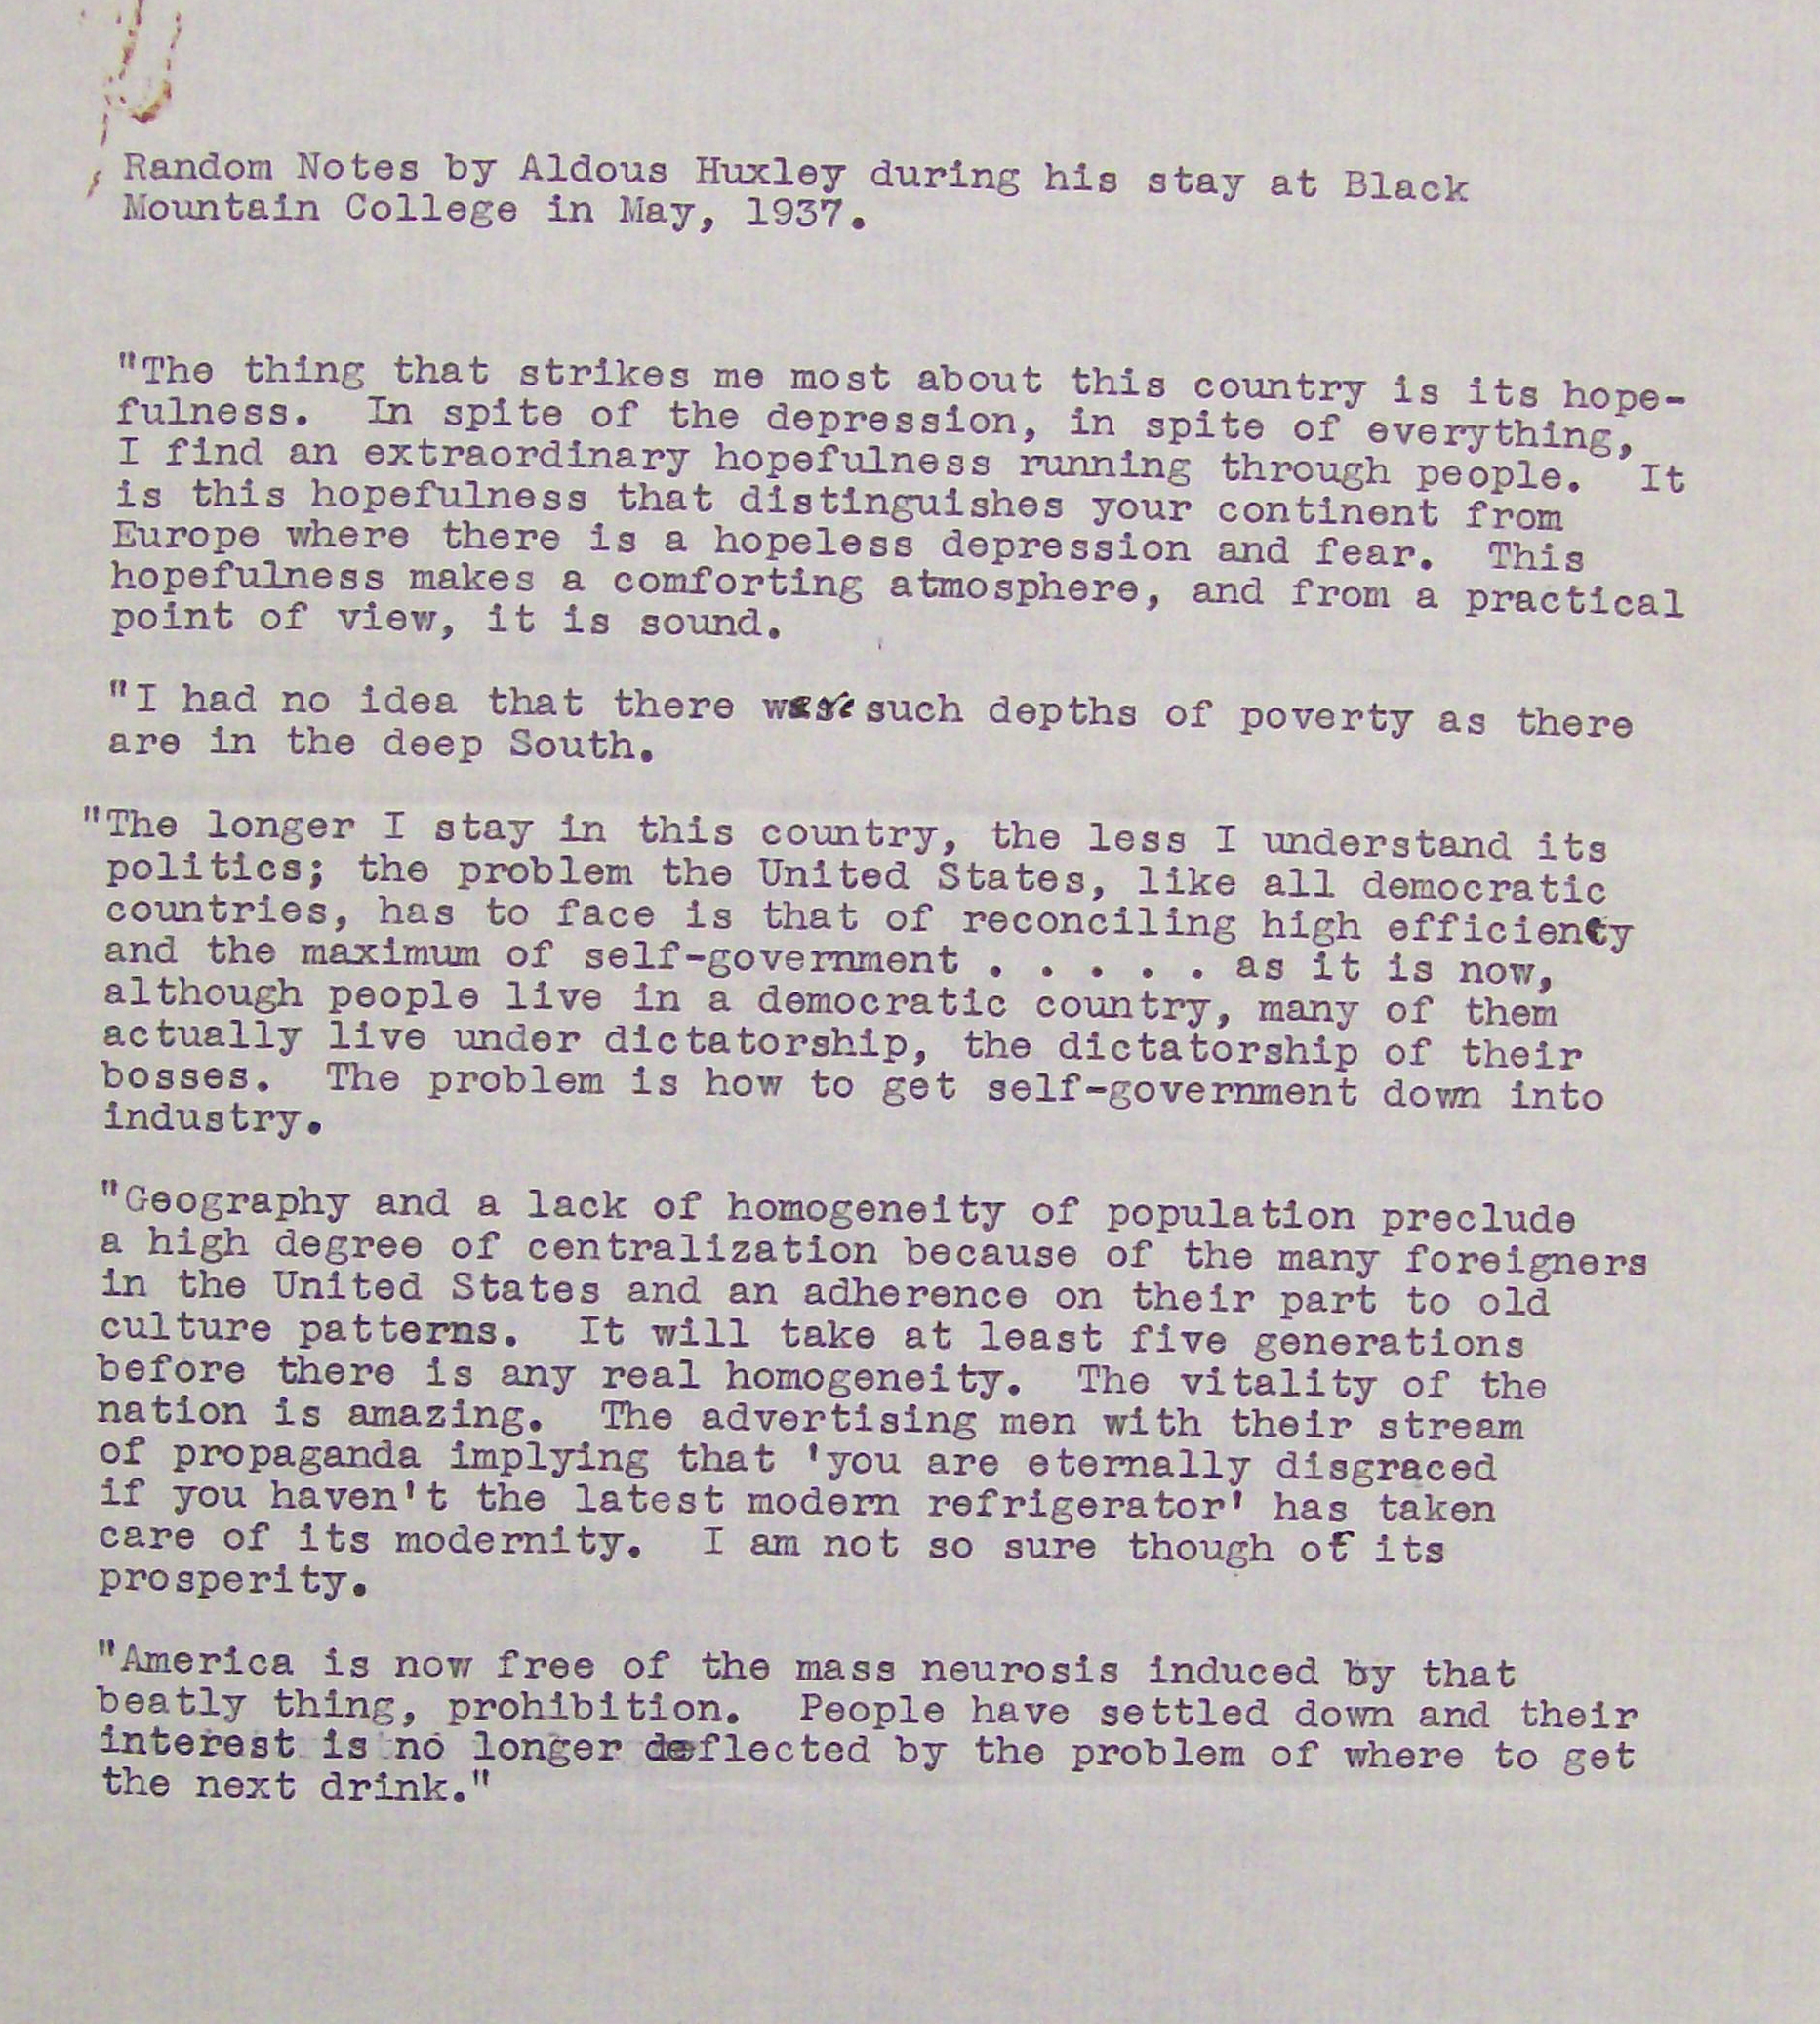 Random Notes by Aldous Huxley during his stay at Black
Mountain College in May, 1937.
"The thing that strikes me most about this country is its hope-
fulness. In spite of the depression, in spite of everything,
I find an extraordinary hopefulness running through people. It
is this hopefulness that distinguishes your continent from
Europe where there is a hopeless depression and fear. This
hopefulness makes a comforting atmosphere, and from a practical
point of view, it is sound.
"I had no idea that there were such depths of poverty as there
are in the deep South.
"The longer I stay in this country, the less I understand its
politics; the problem the United States, like all democratic
countries, has to face is that of reconciling high efficiency
and the maximum of self-government . . . . . as it is now,
although people live in a democratic country, many of them
actually live under dictatorship, the dictatorship of their
bosses. The problem is how to get self-government down into
industry.
"Geography and a lack of homogeneity of population preclude
a high degree of centralization because of the many foreigners
in the United States and an adherence on their part to old
culture patterns. It will take at least five generations
before there is any real homogeneity. The vitality of the
nation is amazing. The advertising men with their stream
of propaganda implying that 'you are eternally disgraced
if you haven't the latest modern refrigerator' has taken
care of its modernity. I am not so sure though of its
prosperity.
"America is now free of the mass neurosis induced by that
beatly thing, prohibition. People have settled down and their
interest is no longer deflected by the problem of where to get
the next drink."